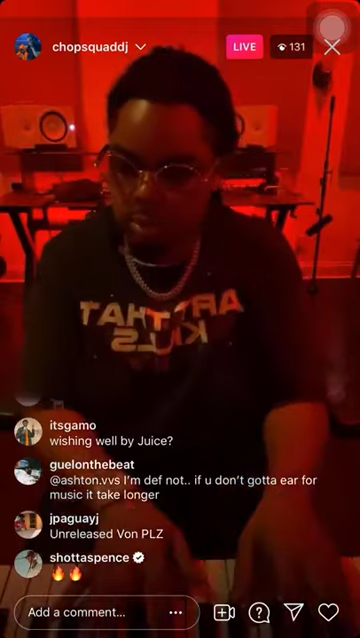 chopsquaddj
LIVE
131
ART THAT
KILLS
itsgamo
wishing well by Juice?
guelonthebeat
@ashton.vvs I'm def not.. if u don't gotta ear for
music it take longer
jpaguayj
Unreleased Von PLZ
shottaspence
🔥🔥
Add a comment...